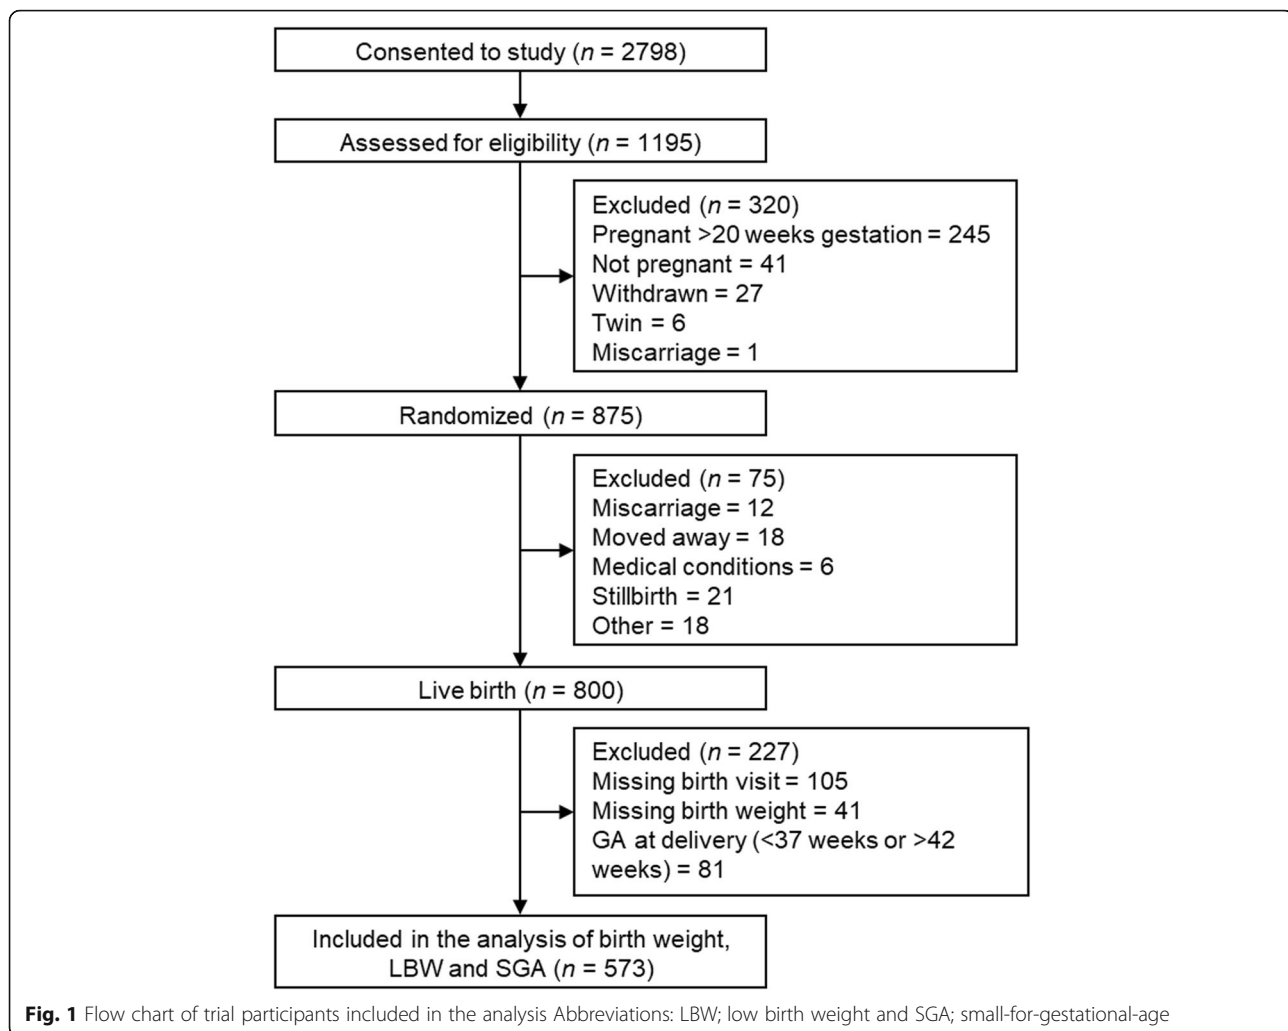 Consented to study (n = 2798)
Assessed for eligibility (n = 1195)
Excluded (n = 320)
Pregnant >20 weeks gestation = 245
Not pregnant = 41
Withdrawn = 27
Twin = 6
Miscarriage = 1
Randomized (n = 875)
Excluded (n = 75)
Miscarriage = 12
Moved away = 18
Medical conditions = 6
Stillbirth = 21
Other = 18
Live birth (n = 800)
Excluded (n = 227)
Missing birth visit = 105
Missing birth weight = 41
GA at delivery (<37 weeks or >42
weeks) = 81
Included in the analysis of birth weight,
LBW and SGA (n = 573)
Fig. 1 Flow chart of trial participants included in the analysis Abbreviations: LBW; low birth weight and SGA; small-for-gestational-age